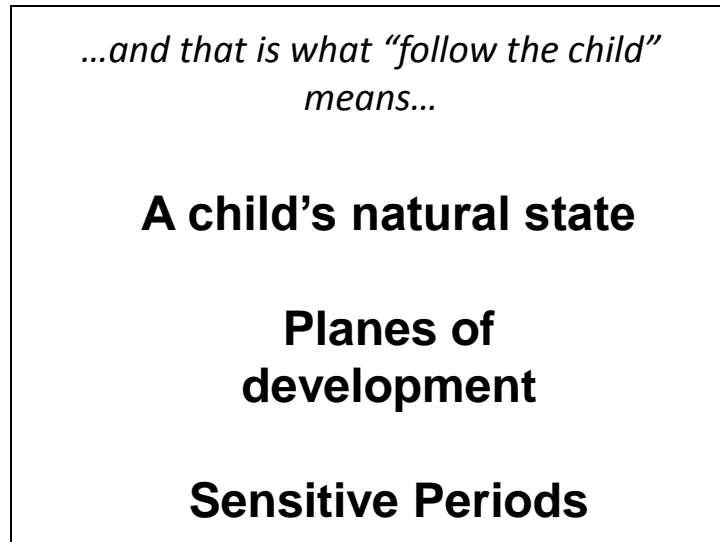 …and that is what “follow the child”
means…
A child’s natural state
Planes of
development
Sensitive Periods